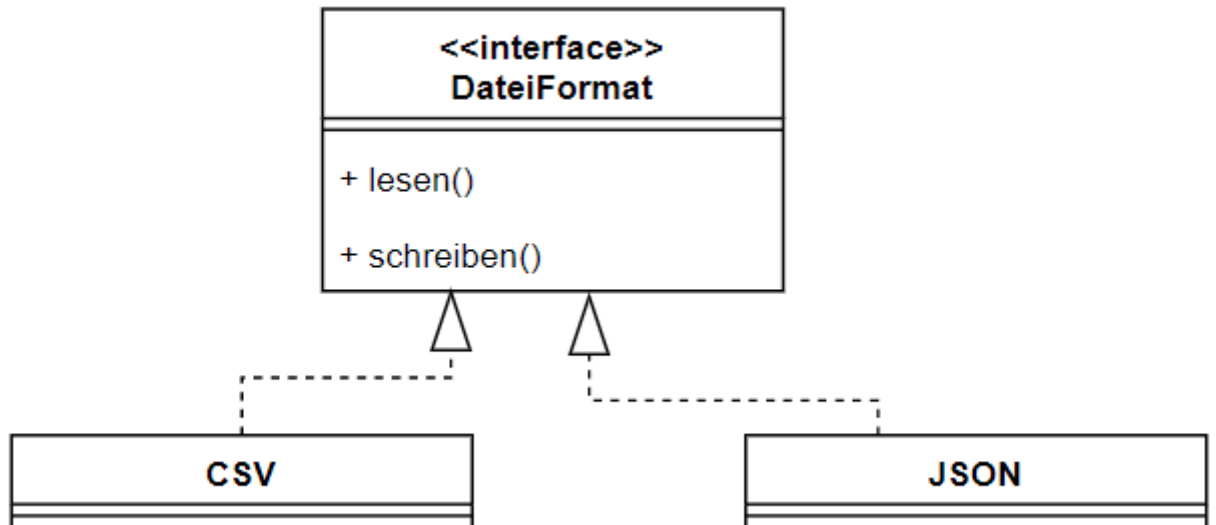 <<interface>>
DateiFormat
+ lesen()
+ schreiben()
CSV
JSON